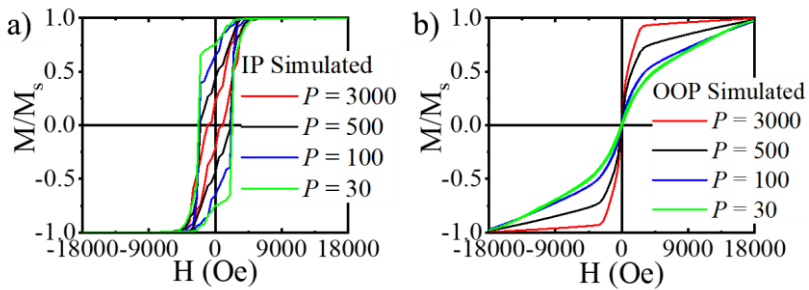 a)
1.0
0.5
0.0
-0.5
-1.0
M/Ms
IP Simulated
P = 3000
P = 500
P = 100
P = 30
-18000 -9000 0 9000 18000
H (Oe)
b)
1.0
0.5
0.0
-0.5
-1.0
M/Ms
OOP Simulated
P = 3000
P = 500
P = 100
P = 30
-18000 -9000 0 9000 18000
H (Oe)